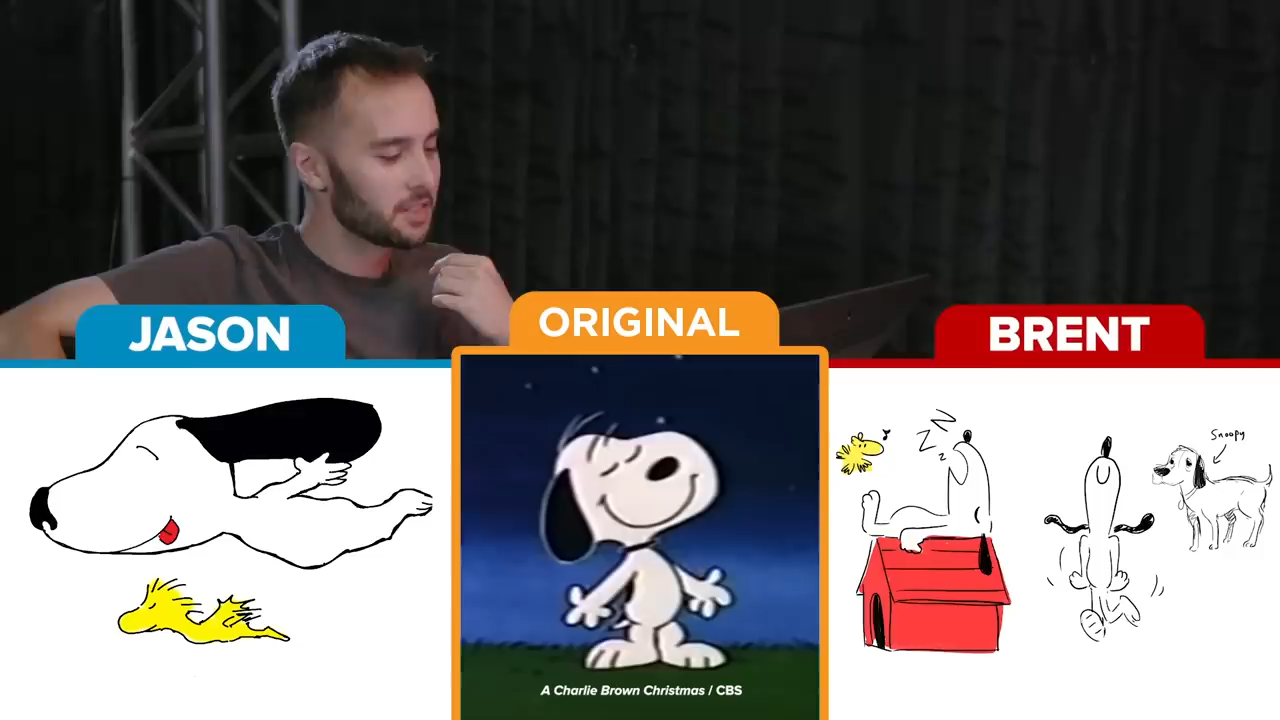 JASON
ORIGINAL
BRENT
Z
Z
Z
Snoopy
A Charlie Brown Christmas / CBS